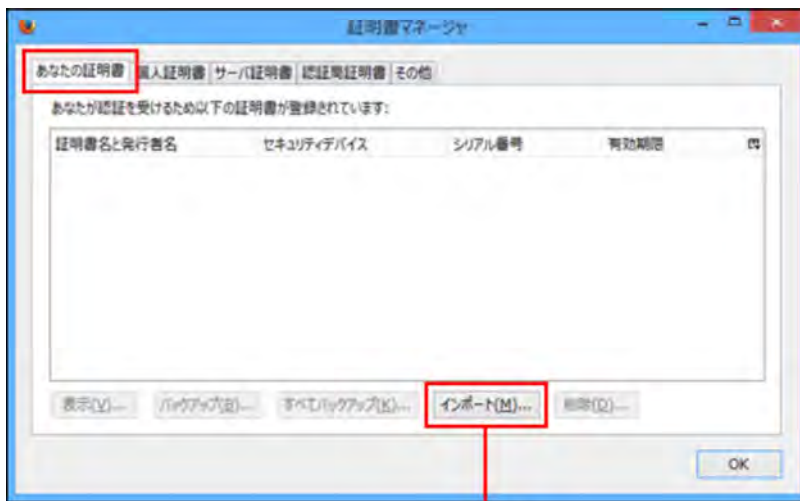 証明書マネージャ
あなたの証明書 個人証明書 サーバ証明書 認証局証明書 その他
あなたが認証を受けるため以下の証明書が登録されています:
証明書名と発行者名 セキュリティデバイス シリアル番号 有効期限
表示(V)... バックアップ(B)... すべてバックアップ(K)... インポート(M)... 削除(D)...
OK